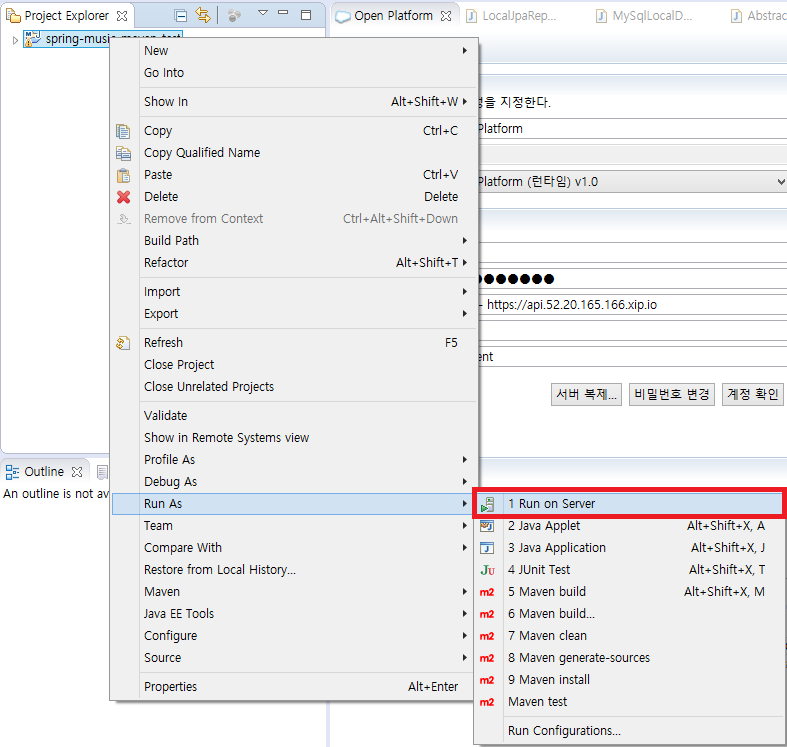 Project Explorer
Open Platform
LocalJpaRep...
MySqlLocalD...
Abstrac
spring-music-maven-test
New
Go Into
Show In Alt+Shift+W
Copy Ctrl+C
Copy Qualified Name
Paste Ctrl+V
Delete Delete
Remove from Context Ctrl+Alt+Shift+Down
Build Path
Refactor Alt+Shift+T
Import
Export
Refresh F5
Close Project
Close Unrelated Projects
Validate
Show in Remote Systems view
Profile As
Debug As
Run As
Team
Compare With
Restore from Local History...
Maven
Java EE Tools
Configure
Source
Properties Alt+Enter
을 지정한다.
Platform
Platform (런타임) v1.0
●●●●●●●
- https://api.52.20.165.166.xip.io
ent
서버 복제...
비밀번호 변경
계정 확인
Outline
An outline is not av
1 Run on Server
2 Java Applet Alt+Shift+X, A
3 Java Application Alt+Shift+X, J
4 JUnit Test Alt+Shift+X, T
5 Maven build Alt+Shift+X, M
6 Maven build...
7 Maven clean
8 Maven generate-sources
9 Maven install
Maven test
Run Configurations...